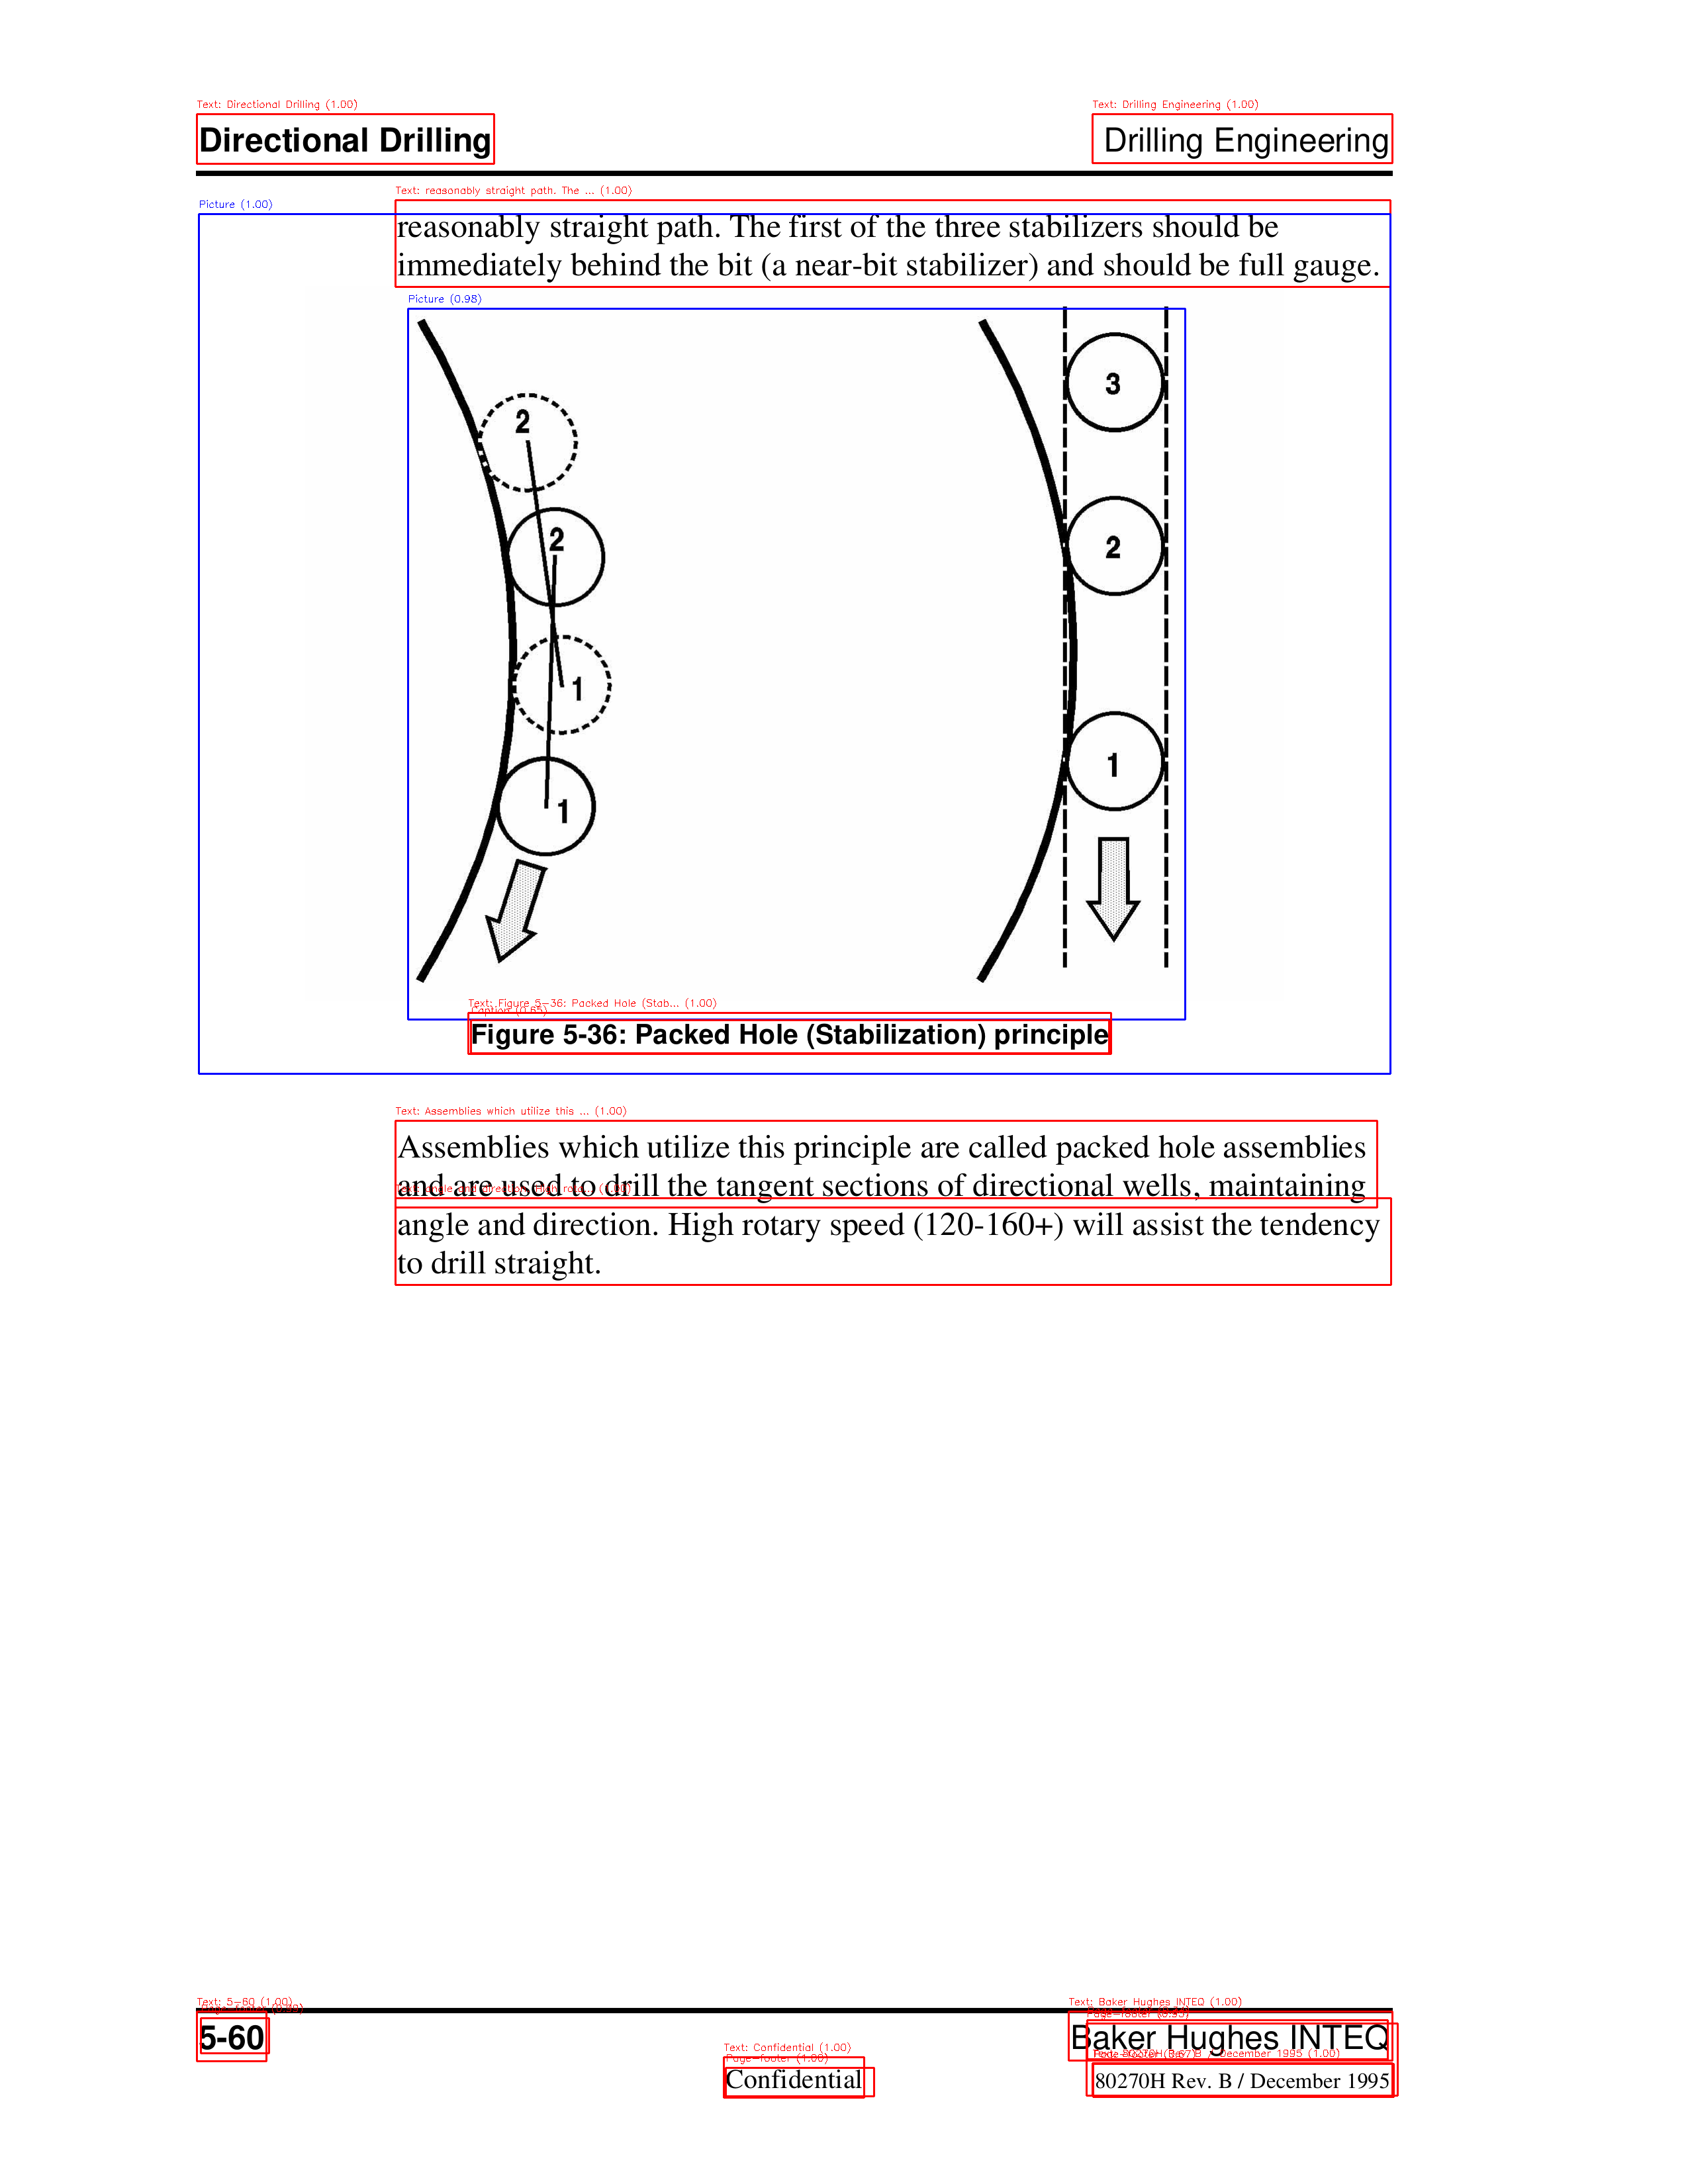 Text: Directional Drilling (1.00)
Directional Drilling
Text: Drilling Engineering (1.00)
Drilling Engineering
Text: reasonably straight path. The ... (1.00)
Picture (1.00)
reasonably straight path. The first of the three stabilizers should be
immediately behind the bit (a near-bit stabilizer) and should be full gauge.
Picture (0.98)
2
2
1
1
3
2
1
Text: Figure 5-36: Packed Hole (Stab... (1.00)
Caption (0.65)
Figure 5-36: Packed Hole (Stabilization) principle
Text: Assemblies which utilize this ... (1.00)
Assemblies which utilize this principle are called packed hole assemblies
and are used to drill the tangent sections of directional wells, maintaining
Text: angle and direction. High rota... (1.00)
angle and direction. High rotary speed (120-160+) will assist the tendency
to drill straight.
Text: 5-60 (1.00)
5-60
Text: Confidential (1.00)
Page-footer (1.00)
Confidential
Text: Baker Hughes INTEQ (1.00)
Baker Hughes INTEQ
80270H Rev. B / December 1995